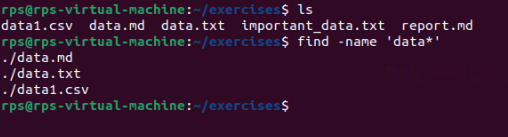 rps@rps-virtual-machine:~/exercises$ ls
data1.csv  data.md  data.txt  important_data.txt  report.md
rps@rps-virtual-machine:~/exercises$ find -name 'data*'
./data.md
./data.txt
./data1.csv
rps@rps-virtual-machine:~/exercises$